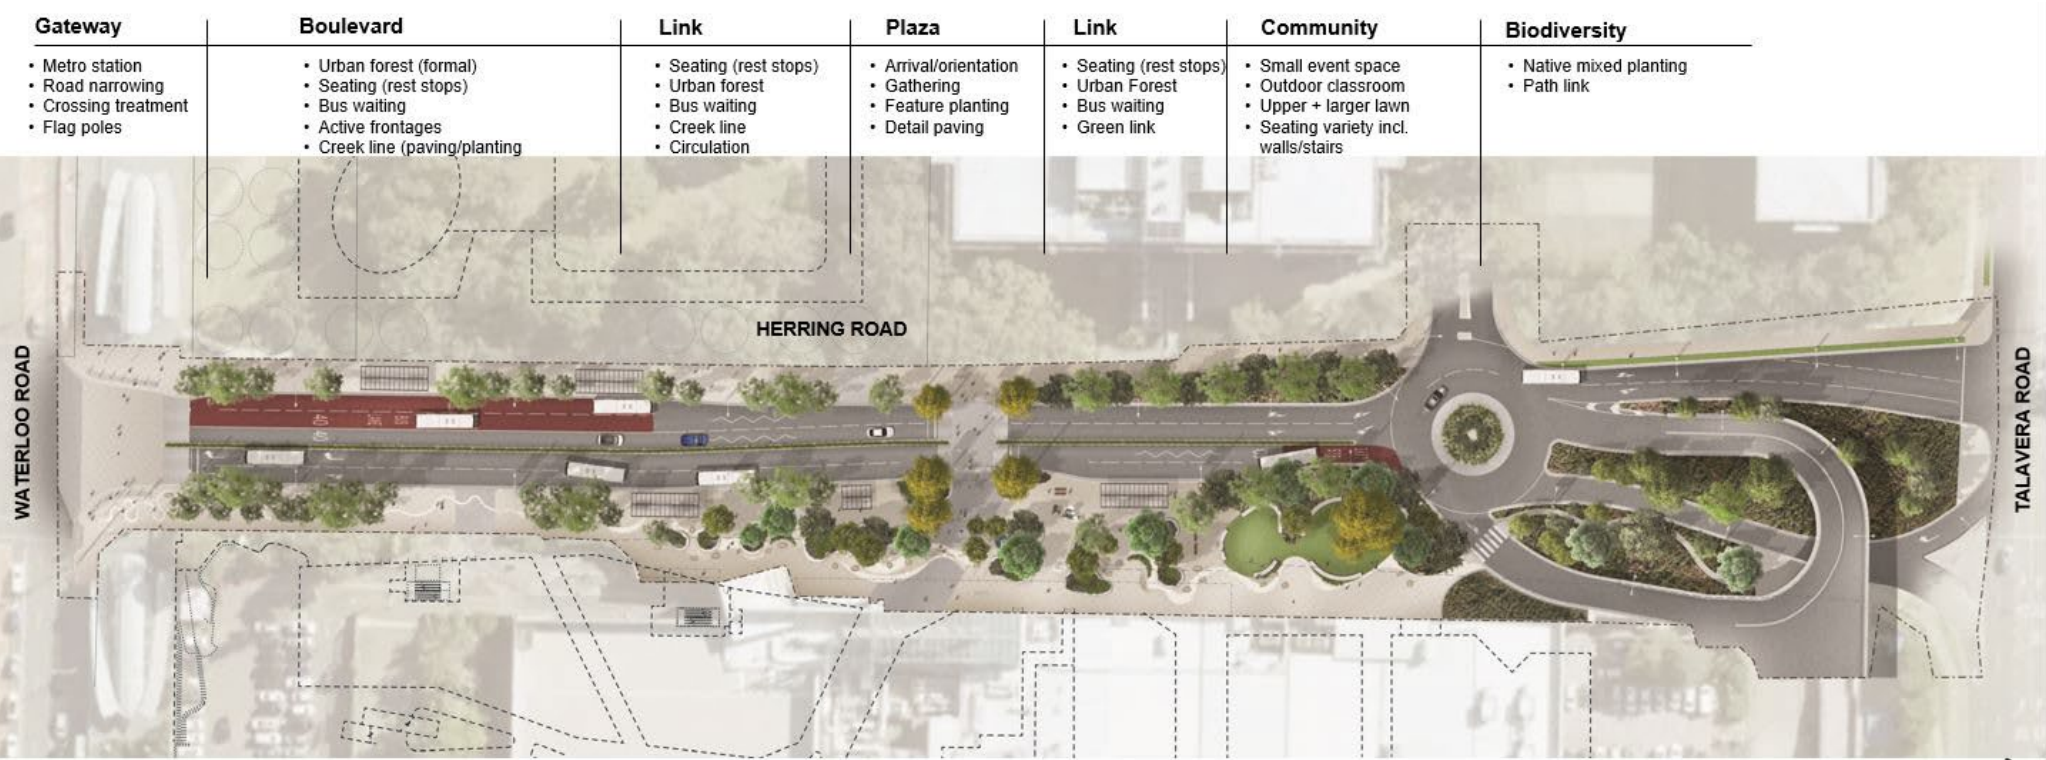 Gateway
• Metro station
• Road narrowing
• Crossing treatment
• Flag poles
Boulevard
• Urban forest (formal)
• Seating (rest stops)
• Bus waiting
• Active frontages
• Creek line (paving/planting
Link
• Seating (rest stops)
• Urban forest
• Bus waiting
• Creek line
• Circulation
Plaza
• Arrival/orientation
• Gathering
• Feature planting
• Detail paving
Link
• Seating (rest stops)
• Urban Forest
• Bus waiting
• Green link
Community
• Small event space
• Outdoor classroom
• Upper + larger lawn
• Seating variety incl.
walls/stairs
Biodiversity
• Native mixed planting
• Path link
HERRING ROAD
WATERLOO ROAD
TALAVERA ROAD